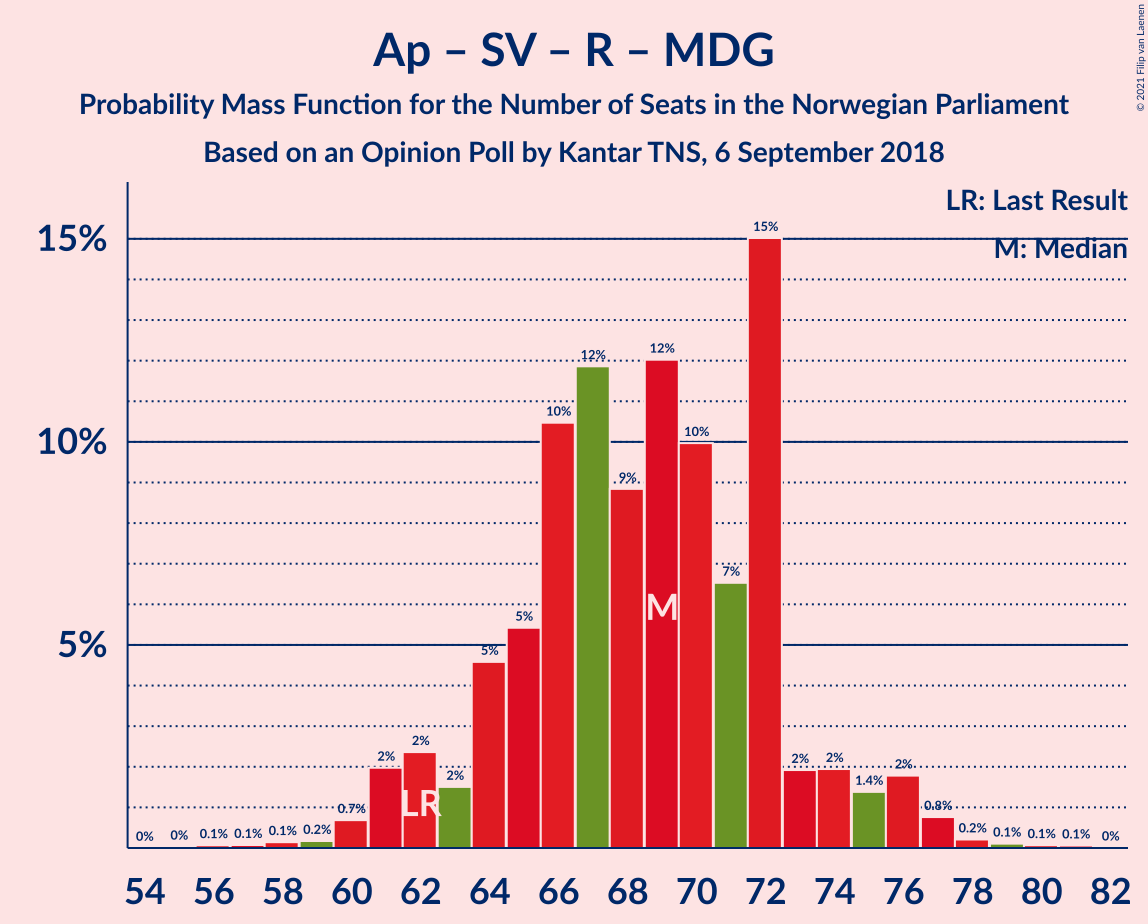 Ap – SV – R – MDG
Probability Mass Function for the Number of Seats in the Norwegian Parliament
Based on an Opinion Poll by Kantar TNS, 6 September 2018
© 2021 Filip van Laenen
LR: Last Result
M: Median
15%
10%
5%
0% 0% 0.1% 0.1% 0.1% 0.2% 0.7% 2% 2% 2% 5% 5% 10% 12% 9% 12% 10% 7% 15% 2% 2% 1.4% 2% 0.8% 0.2% 0.1% 0.1% 0.1% 0%
LR
M
54 56 58 60 62 64 66 68 70 72 74 76 78 80 82